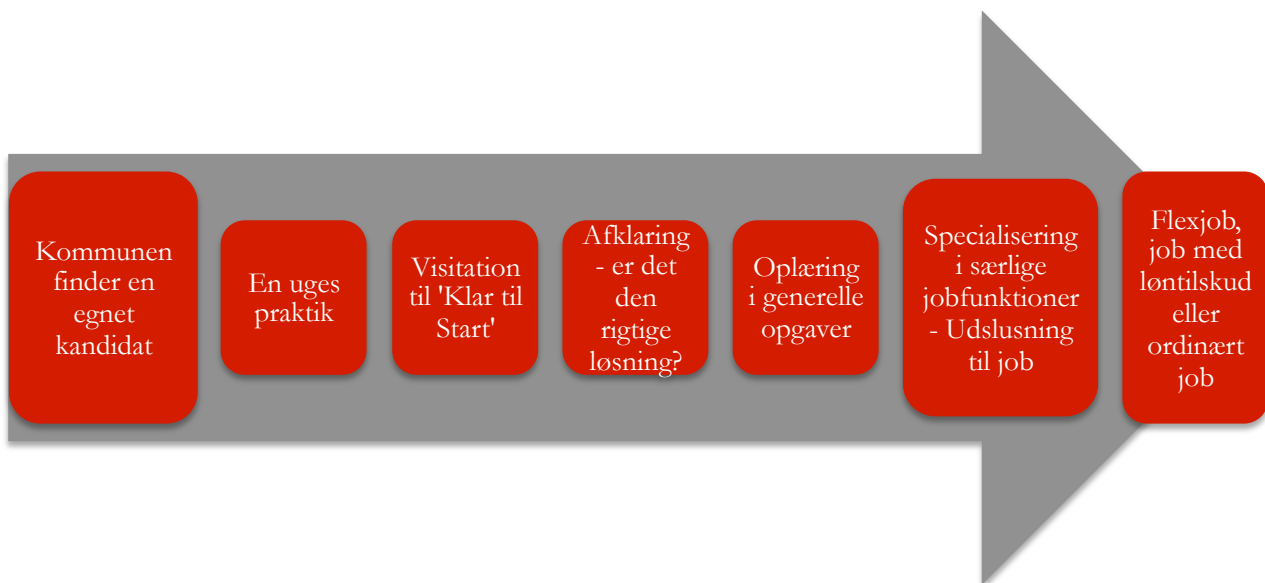 Kommunen
finder en
egnet
kandidat
En uges
praktik
Visitation
til 'Klar til
Start'
Afklaring
- er det
den
rigtige
løsning?
Oplæring
i generelle
opgaver
Specialisering
i særlige
jobfunktioner
- Udslusning
til job
Flexjob,
job med
løntilskud
eller
ordinært
job